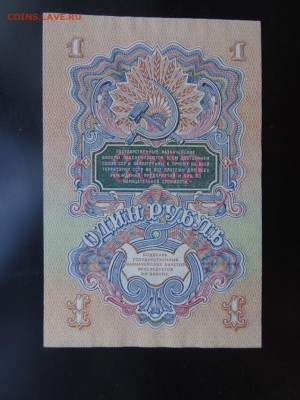 COINS.LAVE.RU
1 1
ГОСУДАРСТВЕННЫЕ КАЗНАЧЕЙСКИЕ
БИЛЕТЫ ОБЕСПЕЧИВАЮТСЯ ВСЕМ ДОСТОЯНИЕМ
СОЮЗА ССР И ОБЯЗАТЕЛЬНЫ К ПРИЕМУ НА ВСЕЙ
ТЕРРИТОРИИ СССР ВО ВСЕ ПЛАТЕЖИ ДЛЯ ВСЕХ
УЧРЕЖДЕНИЙ, ПРЕДПРИЯТИЙ И ЛИЦ ПО
НАРИЦАТЕЛЬНОЙ СТОИМОСТИ
ОДИН РУБЛЬ
ПОДДЕЛКА
ГОСУДАРСТВЕННЫХ
КАЗНАЧЕЙСКИХ БИЛЕТОВ
ПРЕСЛЕДУЕТСЯ
ПО ЗАКОНУ
1 1